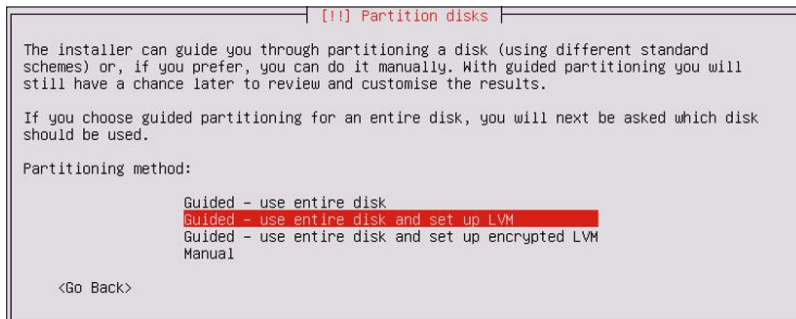 [!!] Partition disks
The installer can guide you through partitioning a disk (using different standard
schemes) or, if you prefer, you can do it manually. With guided partitioning you will
still have a chance later to review and customise the results.
If you choose guided partitioning for an entire disk, you will next be asked which disk
should be used.
Partitioning method:
Guided – use entire disk
Guided – use entire disk and set up LVM
Guided – use entire disk and set up encrypted LVM
Manual
<Go Back>